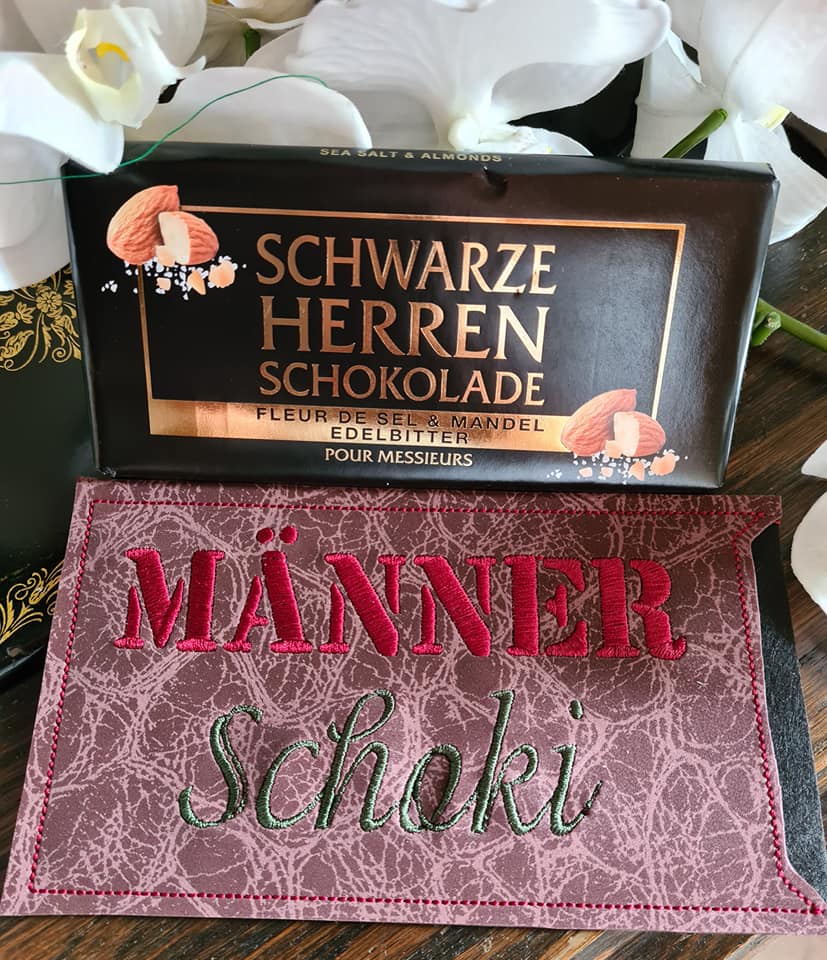 SEA SALT & ALMONDS
SCHWARZE
HERREN
SCHOKOLADE
FLEUR DE SEL & MANDEL
EDELBITTER
POUR MESSIEURS
MÄNNER
Schoki